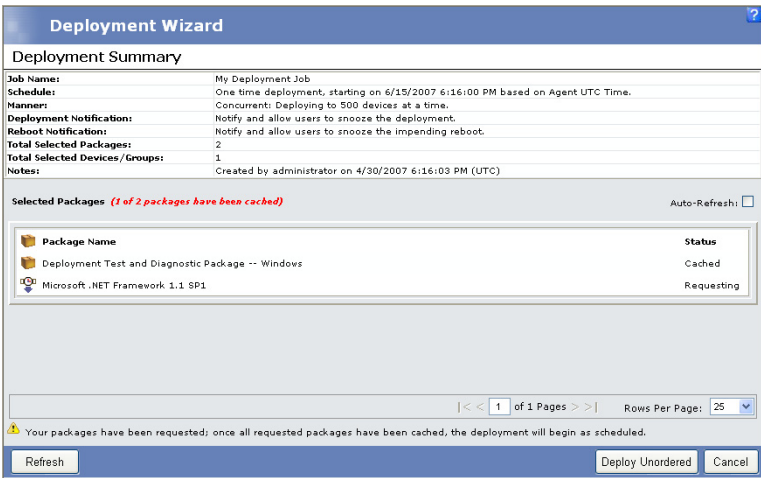 ?
Deployment Wizard
Deployment Summary
Job Name: My Deployment Job
Schedule: One time deployment, starting on 6/15/2007 6:16:00 PM based on Agent UTC Time.
Manner: Concurrent: Deploying to 500 devices at a time.
Deployment Notification: Notify and allow users to snooze the deployment.
Reboot Notification: Notify and allow users to snooze the impending reboot.
Total Selected Packages: 2
Total Selected Devices/Groups: 1
Notes: Created by administrator on 4/30/2007 6:16:03 PM (UTC)
Selected Packages (1 of 2 packages have been cached) Auto-Refresh:
Package Name Status
Deployment Test and Diagnostic Package -- Windows Cached
Microsoft .NET Framework 1.1 SP1 Requesting
|< < 1 of 1 Pages > >| Rows Per Page: 25
Your packages have been requested; once all requested packages have been cached, the deployment will begin as scheduled.
Refresh Deploy Unordered Cancel